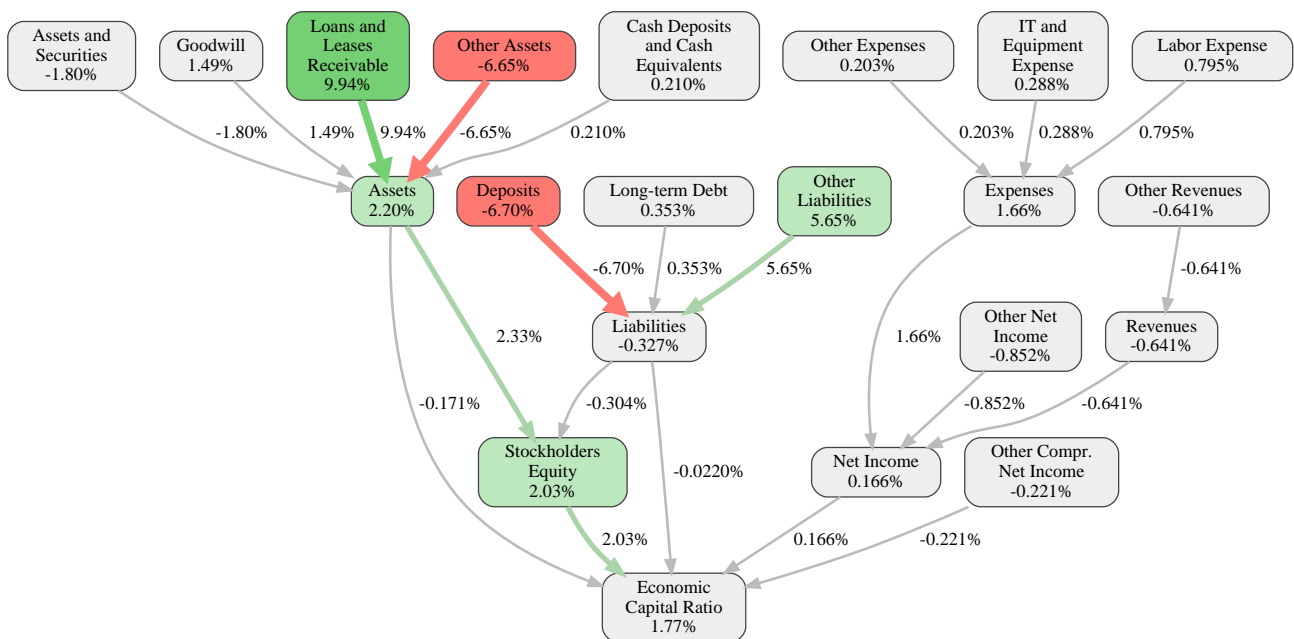 Assets and
Securities
-1.80%
Goodwill
1.49%
Loans and
Leases
Receivable
9.94%
Other Assets
-6.65%
Cash Deposits
and Cash
Equivalents
0.210%
Other Expenses
0.203%
IT and
Equipment
Expense
0.288%
Labor Expense
0.795%
-1.80%
1.49%
9.94%
-6.65%
0.210%
0.203%
0.288%
0.795%
Assets
2.20%
Deposits
-6.70%
Long-term Debt
0.353%
Other
Liabilities
5.65%
Expenses
1.66%
Other Revenues
-0.641%
-6.70%
0.353%
5.65%
-0.641%
2.33%
Liabilities
-0.327%
1.66%
Other Net
Income
-0.852%
Revenues
-0.641%
-0.171%
-0.304%
-0.852%
-0.641%
Stockholders
Equity
2.03%
-0.0220%
Net Income
0.166%
Other Compr.
Net Income
-0.221%
2.03%
0.166%
-0.221%
Economic
Capital Ratio
1.77%